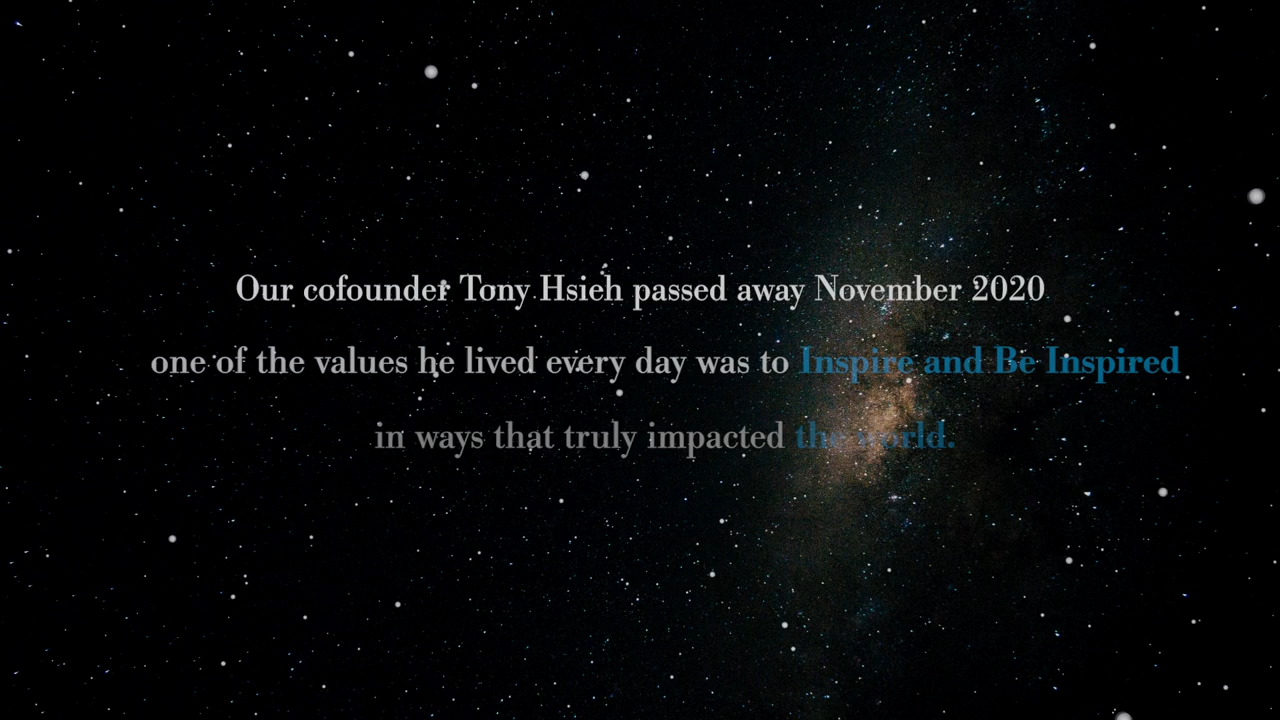 Our cofounder Tony Hsieh passed away November 2020
one of the values he lived every day was to Inspire and Be Inspired
in ways that truly impacted the world.